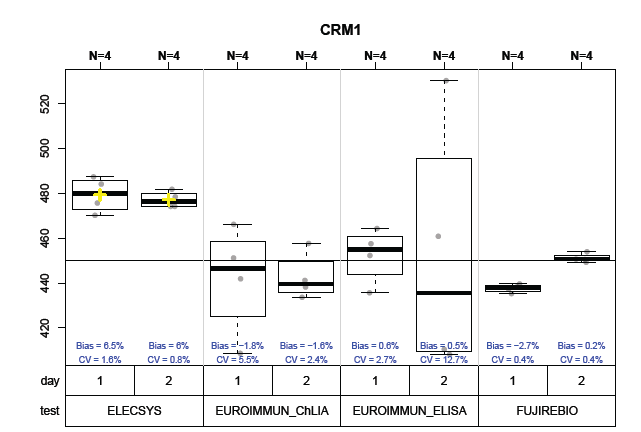 CRM1
N=4 N=4 N=4 N=4 N=4 N=4 N=4 N=4
520
500
480
460
440
420
Bias = 6.5% Bias = 6% Bias = −1.8% Bias = −1.6% Bias = 0.6% Bias = 0.5% Bias = −2.7% Bias = 0.2%
CV = 1.6% CV = 0.8% CV = 5.5% CV = 2.4% CV = 2.7% CV = 12.7% CV = 0.4% CV = 0.4%
day 1 2 1 2 1 2 1 2
test ELECSYS EUROIMMUN_ChLIA EUROIMMUN_ELISA FUJIREBIO